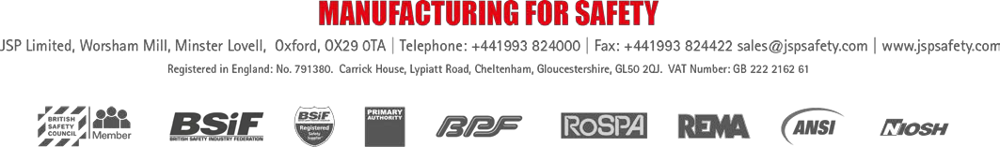 MANUFACTURING FOR SAFETY
JSP Limited, Worsham Mill, Minster Lovell, Oxford, OX29 0TA | Telephone: +441993 824000 | Fax: +441993 824422 sales@jspsafety.com | www.jspsafety.com
Registered in England: No. 791380. Carrick House, Lypiatt Road, Cheltenham, Gloucestershire, GL50 2QJ. VAT Number: GB 222 2162 61
BRITISH SAFETY COUNCIL Member
BSiF
BRITISH SAFETY INDUSTRY FEDERATION
BSiF
Registered
Safety
Supplier
PRIMARY
AUTHORITY
BPF
RoSPA
REMA
ANSI
NIOSH